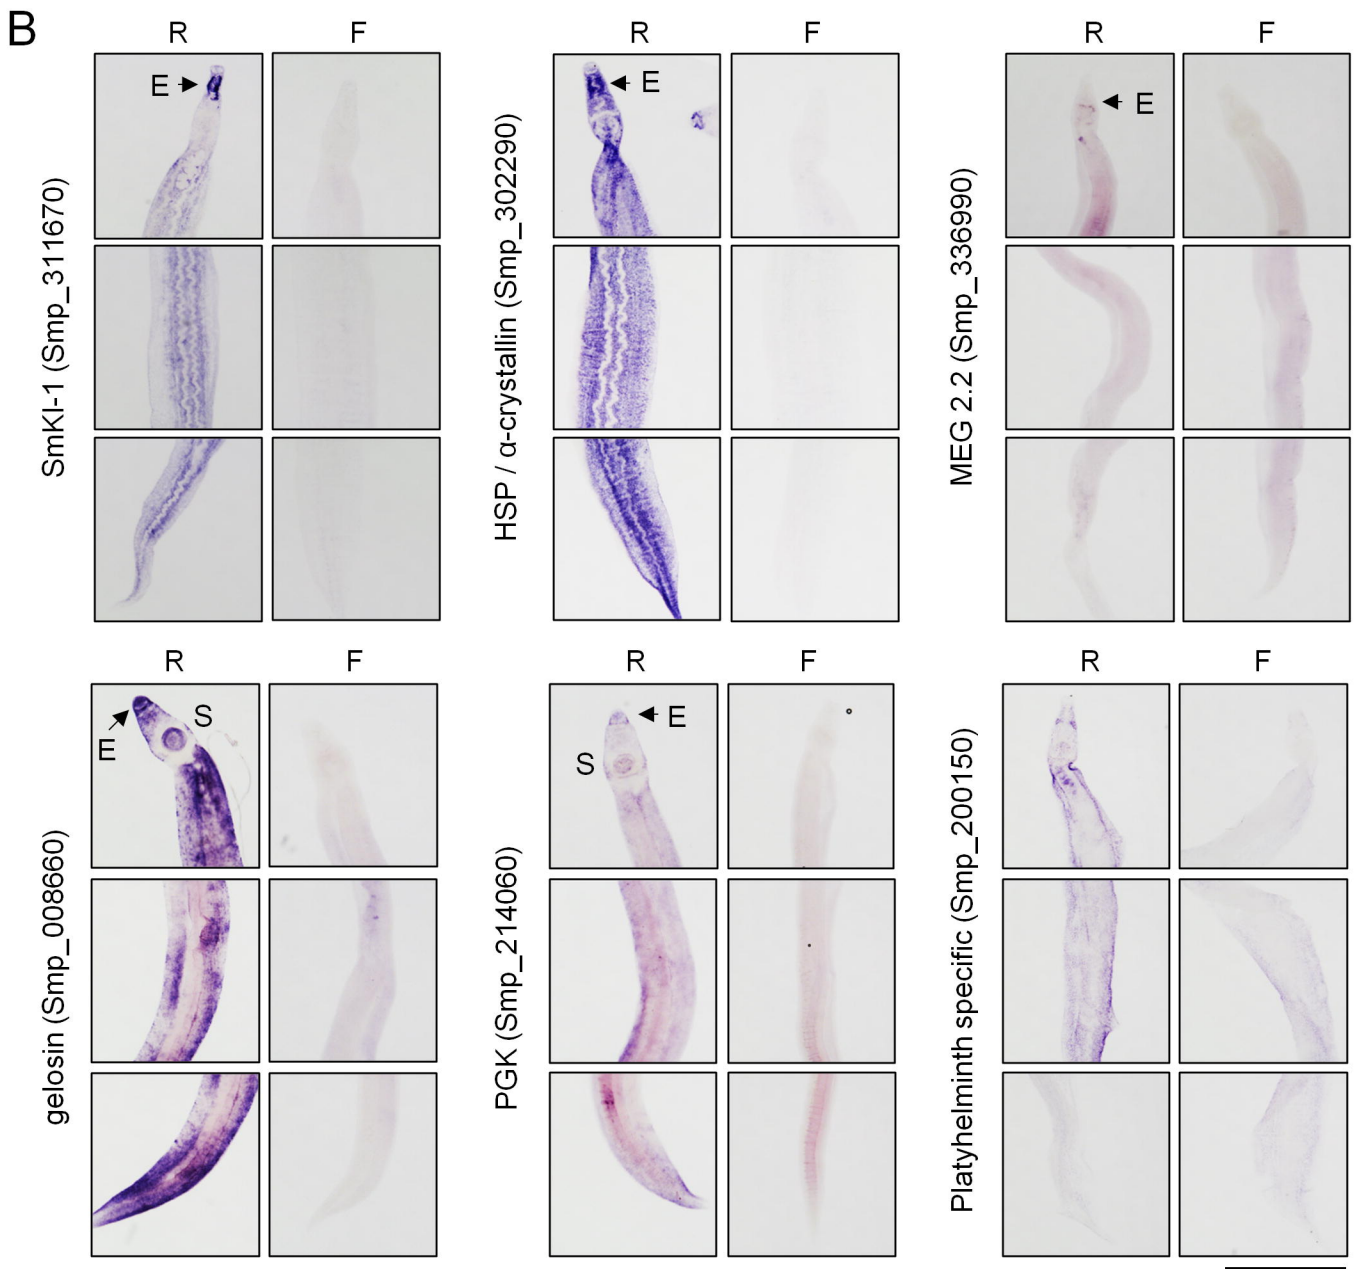 B
R F
R F
R F
SmKI-1 (Smp_311670)
E
HSP / α-crystallin (Smp_302290)
E
MEG 2.2 (Smp_336990)
E
R F
R F
R F
gelosin (Smp_008660)
E
S
PGK (Smp_214060)
E
S
Platyhelminth specific (Smp_200150)